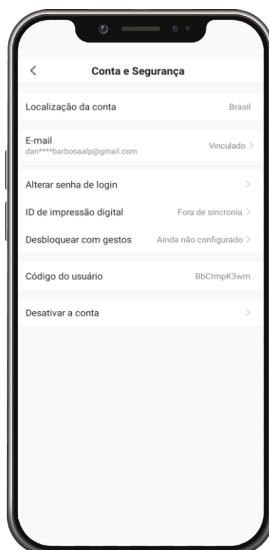 Conta e Segurança
Localização da conta Brasil
E-mail Vinculado
dan****barbosaalp@gmail.com
Alterar senha de login
ID de impressão digital Fora de sincronia
Desbloquear com gestos Ainda não configurado
Código do usuário BbCrmpK3wm
Desativar a conta